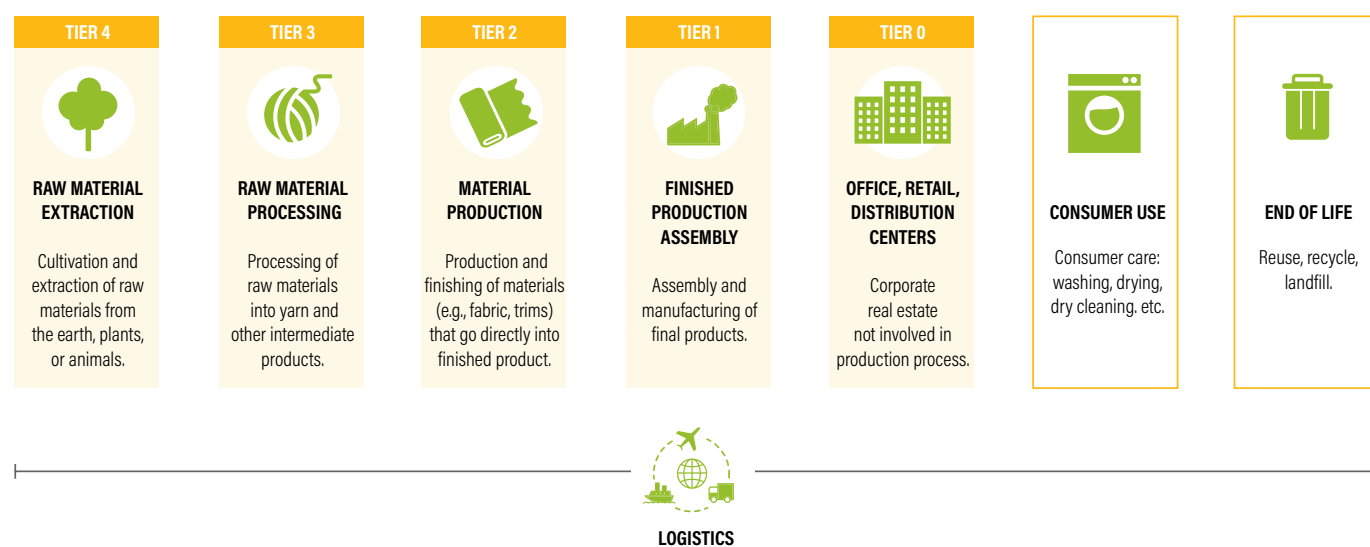 TIER 4
RAW MATERIAL
EXTRACTION
Cultivation and
extraction of raw
materials from
the earth, plants,
or animals.
TIER 3
RAW MATERIAL
PROCESSING
Processing of
raw materials
into yarn and
other intermediate
products.
TIER 2
MATERIAL
PRODUCTION
Production and
finishing of materials
(e.g., fabric, trims)
that go directly into
finished product.
TIER 1
FINISHED
PRODUCTION
ASSEMBLY
Assembly and
manufacturing of
final products.
TIER 0
OFFICE, RETAIL,
DISTRIBUTION
CENTERS
Corporate
real estate
not involved in
production process.
CONSUMER USE
Consumer care:
washing, drying,
dry cleaning. etc.
END OF LIFE
Reuse, recycle,
landfill.
LOGISTICS